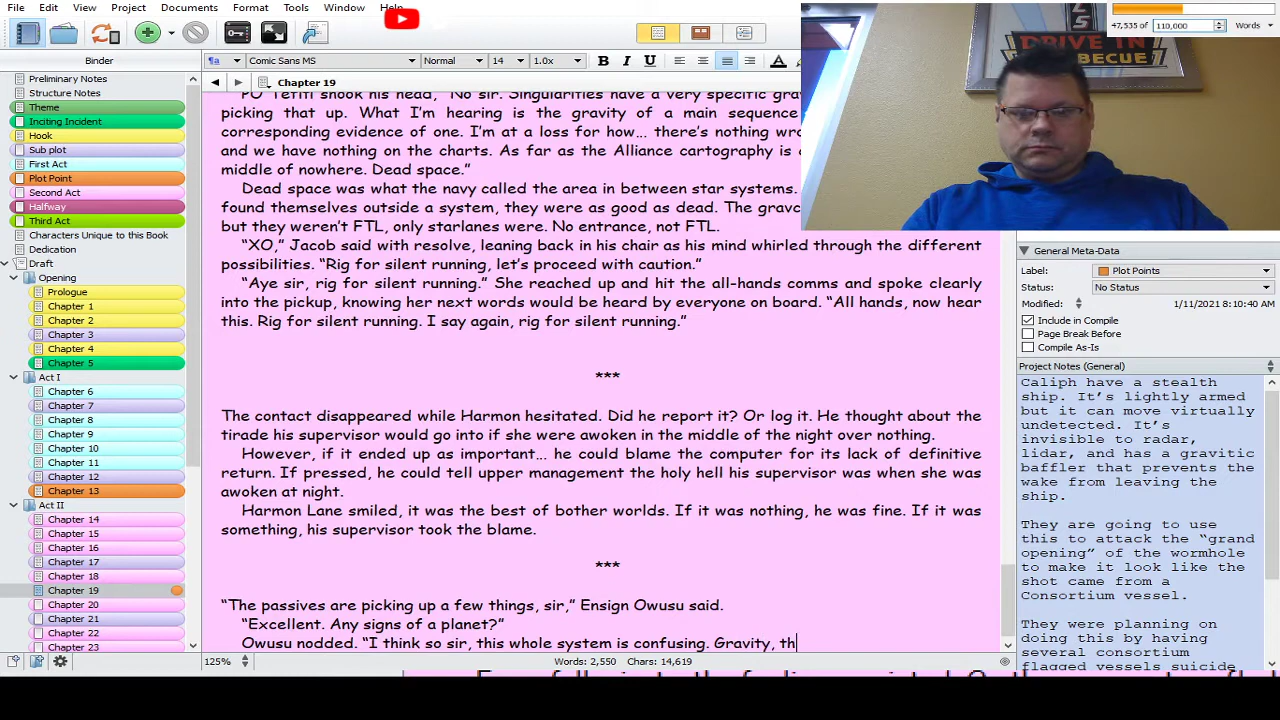 File Edit View Project Documents Format Tools Window Help
47,535 of 110,000 Words
Binder
Comic Sans MS Normal 14 1.0x B I U A
Chapter 19
Preliminary Notes
Structure Notes
Theme
Inciting Incident
Hook
Sub plot
First Act
Plot Point
Second Act
Halfway
Third Act
Characters Unique to this Book
Dedication
Draft
Opening
Prologue
Chapter 1
Chapter 2
Chapter 3
Chapter 4
Chapter 5
Act I
Chapter 6
Chapter 7
Chapter 8
Chapter 9
Chapter 10
Chapter 11
Chapter 12
Chapter 13
Act II
Chapter 14
Chapter 15
Chapter 16
Chapter 17
Chapter 18
Chapter 19
Chapter 20
Chapter 21
Chapter 22
Chapter 23
shook his head, “No sir. Singularities have a very specific
picking that up. What I’m hearing is the gravity of a main sequence
corresponding evidence of one. I’m at a loss for how... there’s nothing
and we have nothing on the charts. As far as the Alliance cartography is
middle of nowhere. Dead space.”
Dead space was what the navy called the area in between star systems.
found themselves outside a system, they were as good as dead. The
but they weren’t FTL, only starlanes were. No entrance, not FTL.
“XO,” Jacob said with resolve, leaning back in his chair as his mind whirled through the different
possibilities. “Rig for silent running, let’s proceed with caution.”
“Aye sir, rig for silent running.” She reached up and hit the all-hands comms and spoke clearly
into the pickup, knowing her next words would be heard by everyone on board. “All hands, now hear
this. Rig for silent running. I say again, rig for silent running.”
***
The contact disappeared while Harmon hesitated. Did he report it? Or log it. He thought about the
tirade his supervisor would go into if she were awoken in the middle of the night over nothing.
However, if it ended up as important... he could blame the computer for its lack of definitive
return. If pressed, he could tell upper management the holy hell his supervisor was when she was
awoken at night.
Harmon Lane smiled, it was the best of bother worlds. If it was nothing, he was fine. If it was
something, his supervisor took the blame.
***
“The passives are picking up a few things, sir,” Ensign Owusu said.
“Excellent. Any signs of a planet?”
Owusu nodded. “I think so sir, this whole system is confusing. Gravity, th
125% Words: 2,550 Chars: 14,619
DRIVE IN
General Meta-Data
Label: Plot Points
Status: No Status
Modified: 1/11/2021 8:10:40 AM
Include in Compile
Page Break Before
Compile As-Is
Project Notes (General)
Caliph have a stealth
ship. It’s lightly armed
but it can move virtually
undetected. It’s
invisible to radar,
lidar, and has a gravitic
baffler that prevents the
wake from leaving the
ship.
They are going to use
this to attack the “grand
opening” of the wormhole
to make it look like the
shot came from a
Consortium vessel.
They were planning on
doing this by having
several consortium
flagged vessels suicide